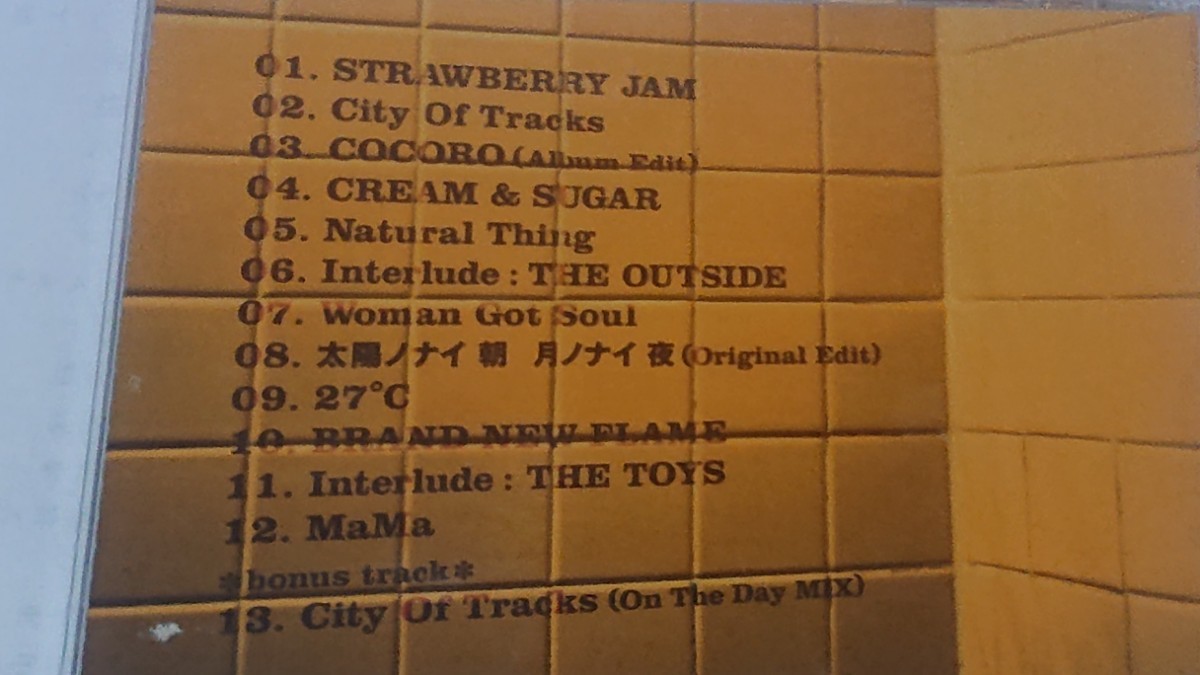 01. STRAWBERRY JAM
02. City Of Tracks
03. COCORO (Album Edit)
04. CREAM & SUGAR
05. Natural Thing
06. Interlude : THE OUTSIDE
07. Woman Got Soul
08. 太陽ノナイ 朝 月ノナイ 夜 (Original Edit)
09. 27°C
10. BRAND NEW FLAME
11. Interlude : THE TOYS
12. MaMa
*bonus track*
13. City Of Tracks (On The Day MIX)